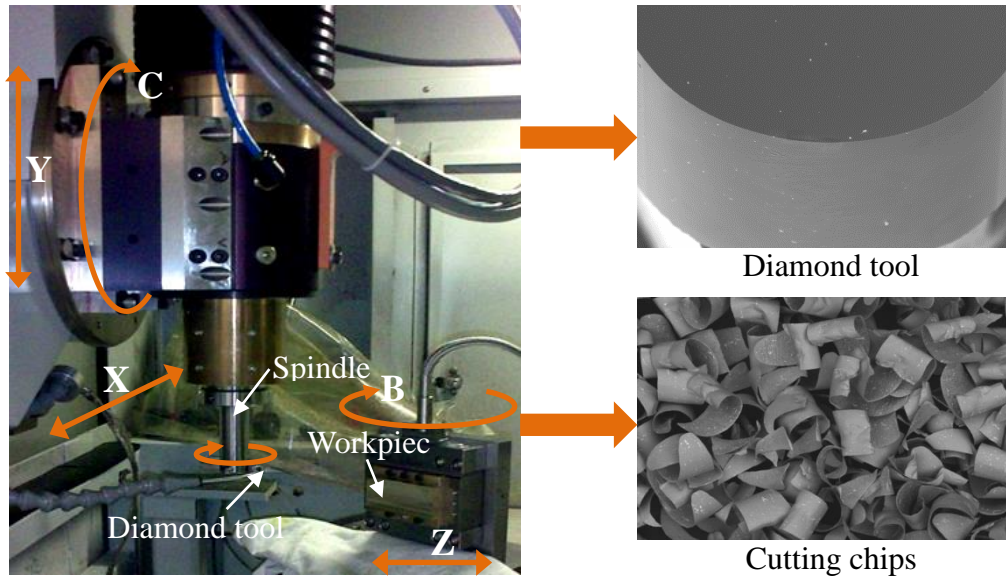 C
Y
X
Spindle
B
Workpiec
Diamond tool
Z
Diamond tool
Cutting chips